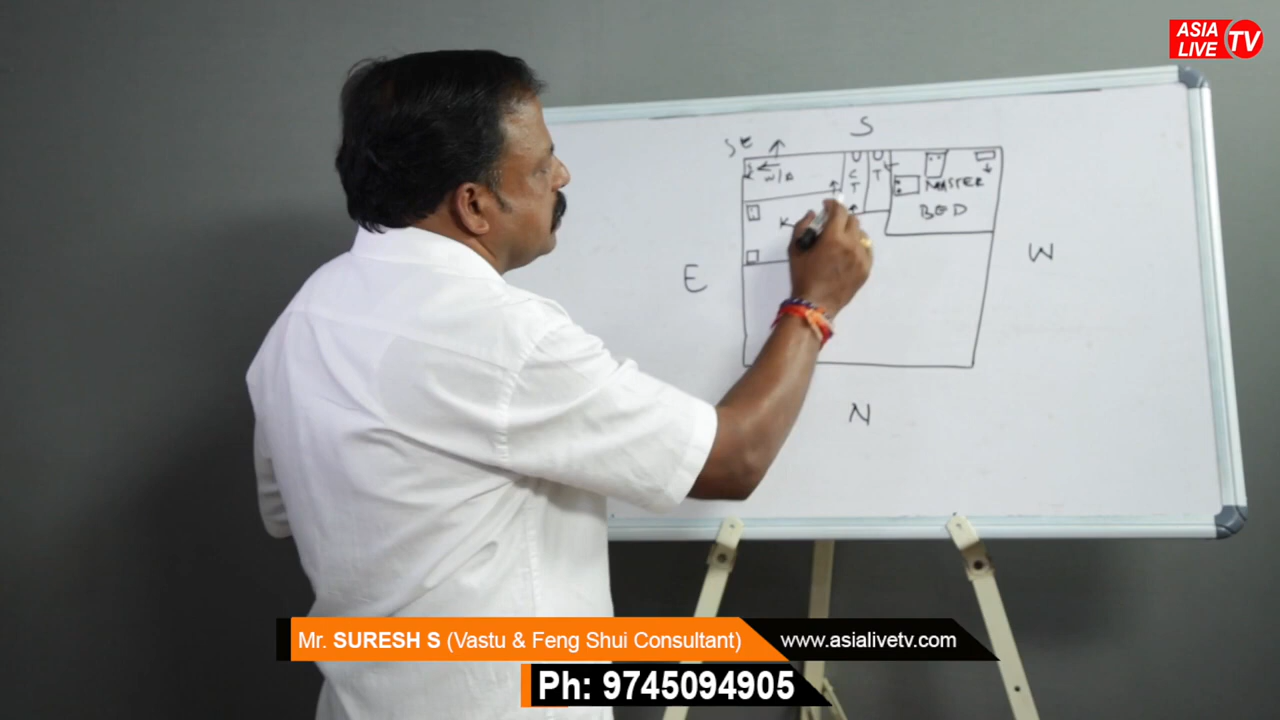 ASIA
LIVE TV
S
SE
W/A
C
T
T
MASTER
BED
K
E
W
N
Mr. SURESH S (Vastu & Feng Shui Consultant)
www.asialivetv.com
Ph: 9745094905